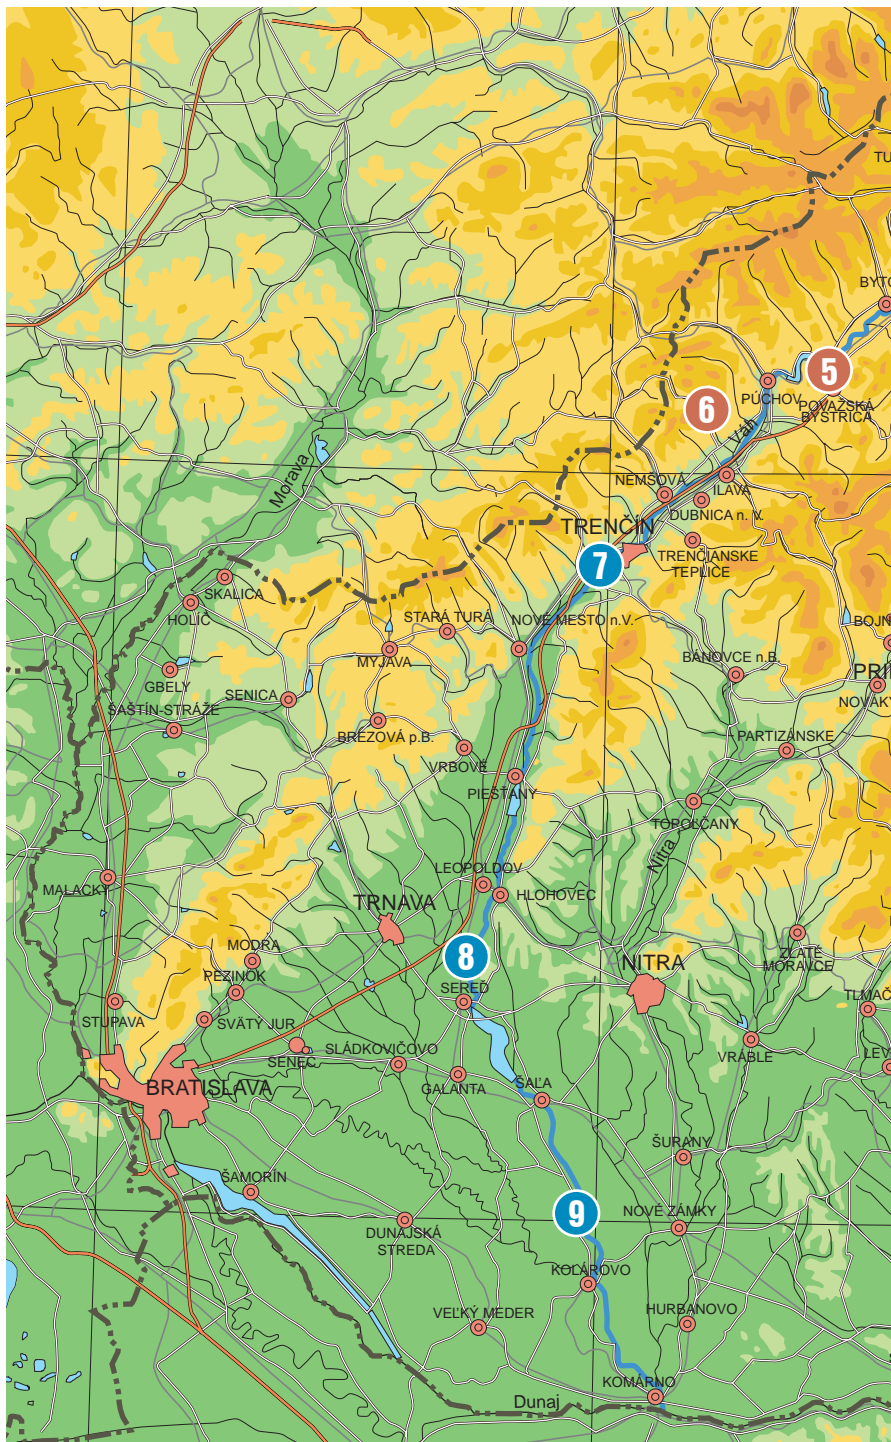 TU
BYTČ
5
PÚCHOV
POVAŽSKÁ
BYSTRICA
6
Váh
Morava
NEMŠOVÁ
ILAVA
DUBNICA n. V.
TRENČÍN
TRENČIANSKE
TEPLICE
7
SKALICA
HOLÍČ
STARÁ TURÁ
NOVÉ MESTO n.V.
BOJN
MYJAVA
BÁNOVCE n.B.
PRI
GBELY
SENICA
NOVÁKY
ŠAŠTÍN-STRÁŽE
BREZOVÁ p.B.
PARTIZÁNSKE
VRBOVÉ
PIEŠŤANY
TOPOĽČANY
Nitra
LEOPOLDOV
MALACKY
HLOHOVEC
TRNAVA
MODRA
8
NITRA
ZLATÉ
MORAVCE
PEZINOK
SEREĎ
TLMAČ
STUPAVA
SVÄTÝ JUR
SLÁDKOVIČOVO
SENEC
VRÁBLE
LEV
BRATISLAVA
GALANTA
ŠAĽA
ŠURANY
ŠAMORÍN
9
NOVÉ ZÁMKY
DUNAJSKÁ
STREDA
KOLÁROVO
VEĽKÝ MEDER
HURBANOVO
KOMÁRNO
Dunaj